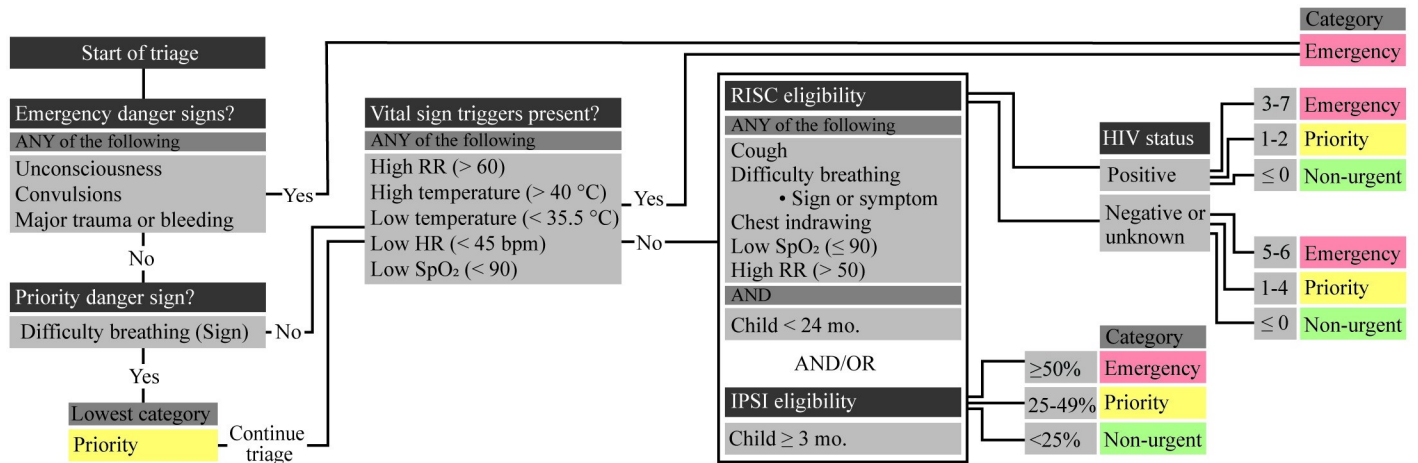 Start of triage
Emergency danger signs?
ANY of the following
Unconsciousness
Convulsions
Major trauma or bleeding
Yes
No
Priority danger sign?
Difficulty breathing (Sign)
No
Yes
Lowest category
Priority
Continue
triage
Vital sign triggers present?
ANY of the following
High RR (> 60)
High temperature (> 40 °C)
Low temperature (< 35.5 °C)
Low HR (< 45 bpm)
Low SpO₂ (< 90)
Yes
No
RISC eligibility
ANY of the following
Cough
Difficulty breathing
• Sign or symptom
Chest indrawing
Low SpO₂ (≤ 90)
High RR (> 50)
AND
Child < 24 mo.
AND/OR
IPSI eligibility
Child ≥ 3 mo.
Category
Emergency
HIV status
Positive
3-7 Emergency
1-2 Priority
≤ 0 Non-urgent
Negative or
unknown
5-6 Emergency
1-4 Priority
≤ 0 Non-urgent
Category
≥50% Emergency
25-49% Priority
<25% Non-urgent